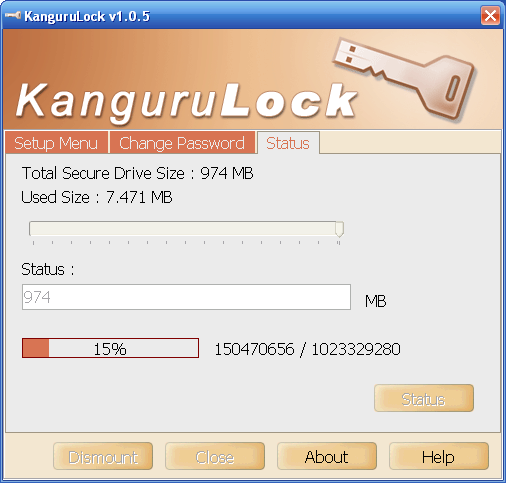 KanguruLock v1.0.5
KanguruLock
Setup Menu Change Password Status
Total Secure Drive Size : 974 MB
Used Size : 7.471 MB
Status :
974 MB
15% 150470656 / 1023329280
Status
Dismount Close About Help